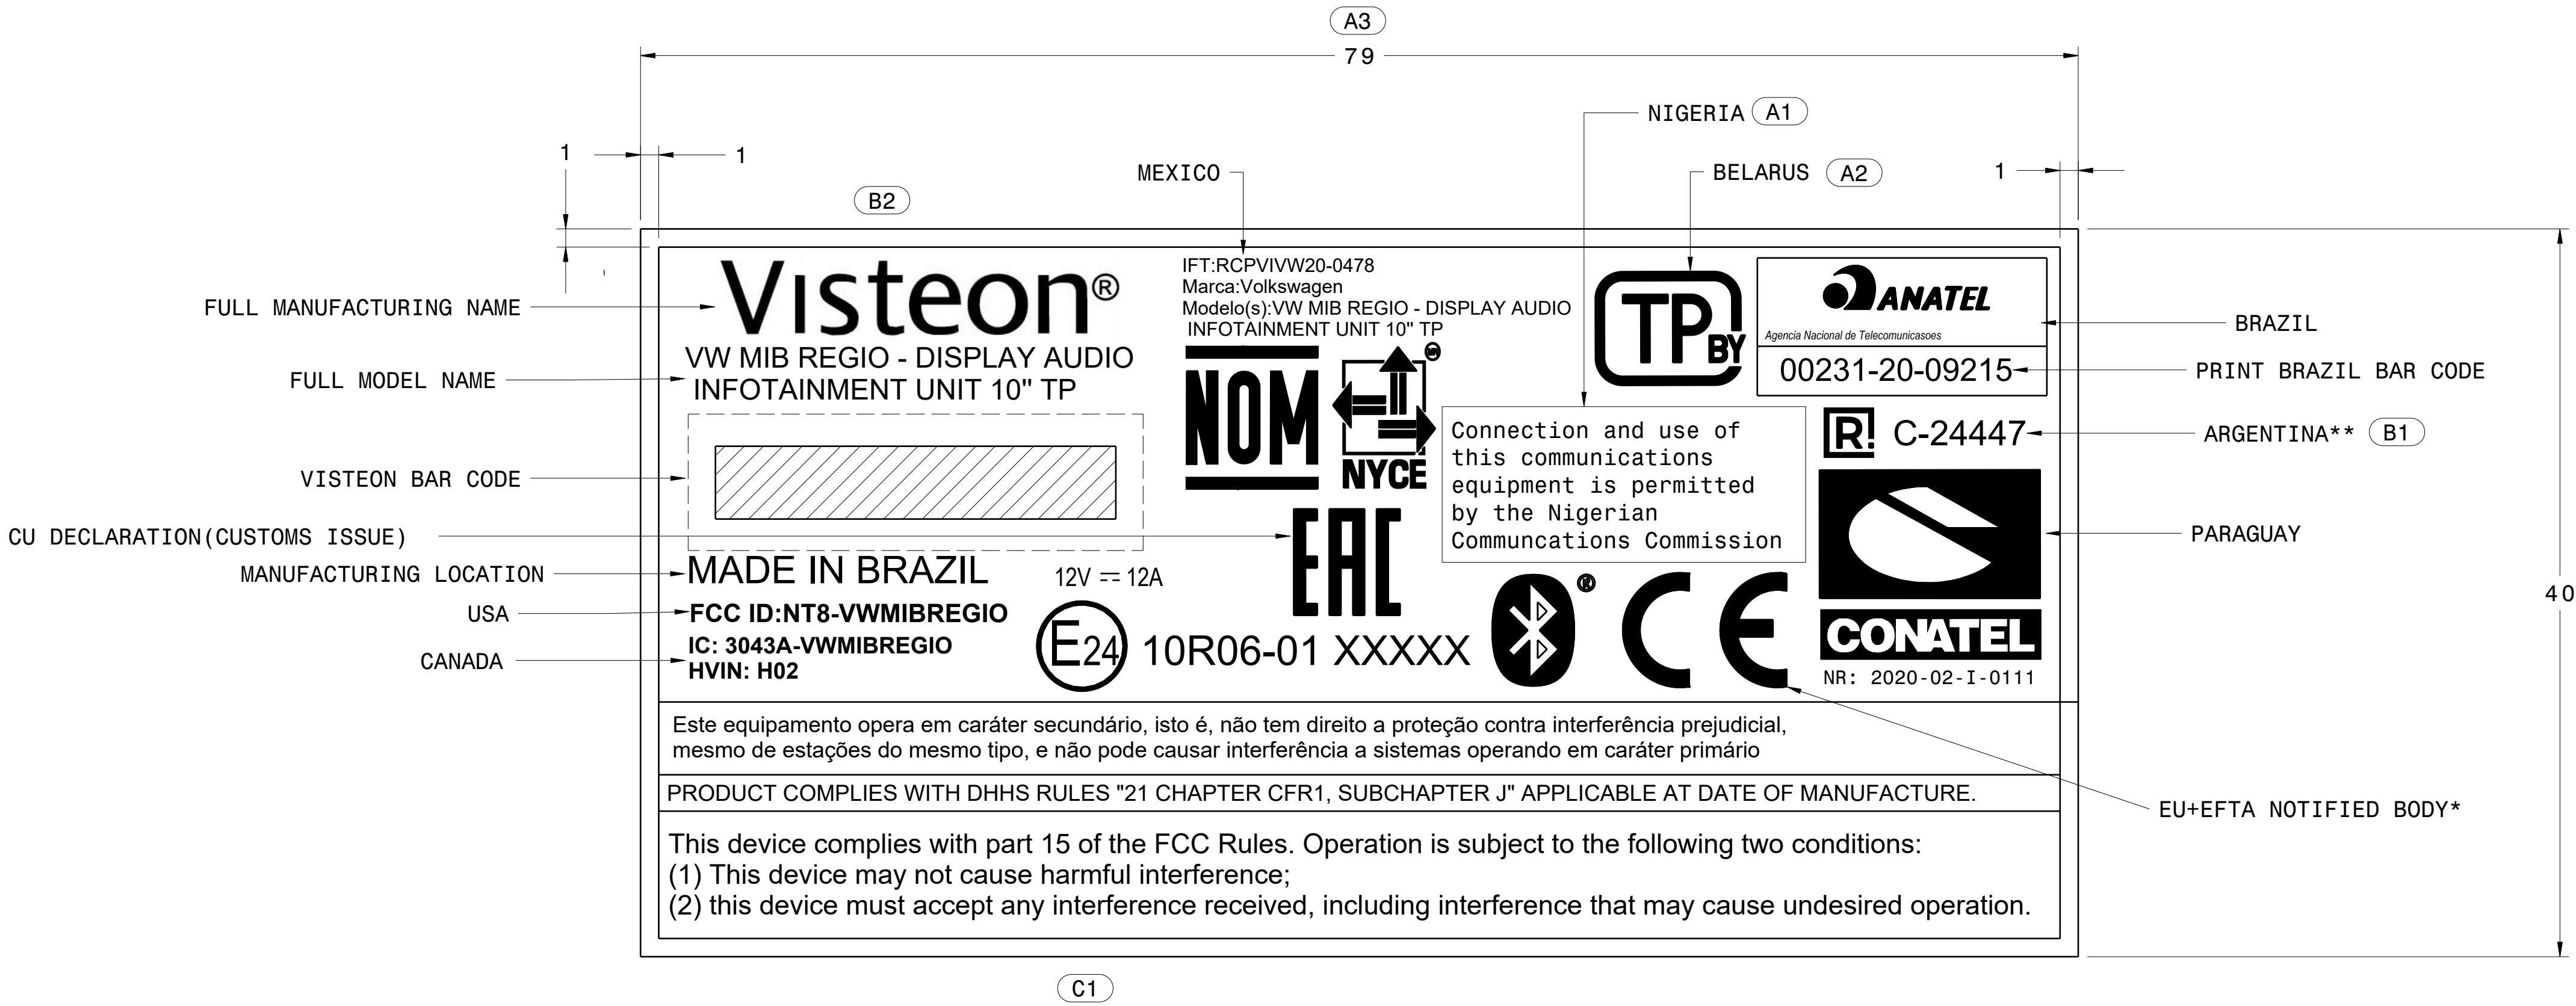 A3
79
NIGERIA A1
1
1
MEXICO
BELARUS A2
1
B2
FULL MANUFACTURING NAME
Visteon®
VW MIB REGIO - DISPLAY AUDIO
INFOTAINMENT UNIT 10" TP
FULL MODEL NAME
VISTEON BAR CODE
IFT:RCPVIVW20-0478
Marca:Volkswagen
Modelo(s):VW MIB REGIO - DISPLAY AUDIO
INFOTAINMENT UNIT 10" TP
NOM
NYCE
TP BY
ANATEL
Agencia Nacional de Telecomunicasoes
00231-20-09215
BRAZIL
PRINT BRAZIL BAR CODE
R! C-24447
ARGENTINA** B1
Connection and use of
this communications
equipment is permitted
by the Nigerian
Communcations Commission
CU DECLARATION(CUSTOMS ISSUE)
EAC
PARAGUAY
MANUFACTURING LOCATION
MADE IN BRAZIL
12V ⎓ 12A
40
USA
FCC ID:NT8-VWMIBREGIO
CANADA
IC: 3043A-VWMIBREGIO
HVIN: H02
E24 10R06-01 XXXXX
®
CE
CONATEL
NR: 2020-02-I-0111
Este equipamento opera em caráter secundário, isto é, não tem direito a proteção contra interferência prejudicial,
mesmo de estações do mesmo tipo, e não pode causar interferência a sistemas operando em caráter primário
PRODUCT COMPLIES WITH DHHS RULES "21 CHAPTER CFR1, SUBCHAPTER J" APPLICABLE AT DATE OF MANUFACTURE.
EU+EFTA NOTIFIED BODY*
This device complies with part 15 of the FCC Rules. Operation is subject to the following two conditions:
(1) This device may not cause harmful interference;
(2) this device must accept any interference received, including interference that may cause undesired operation.
C1